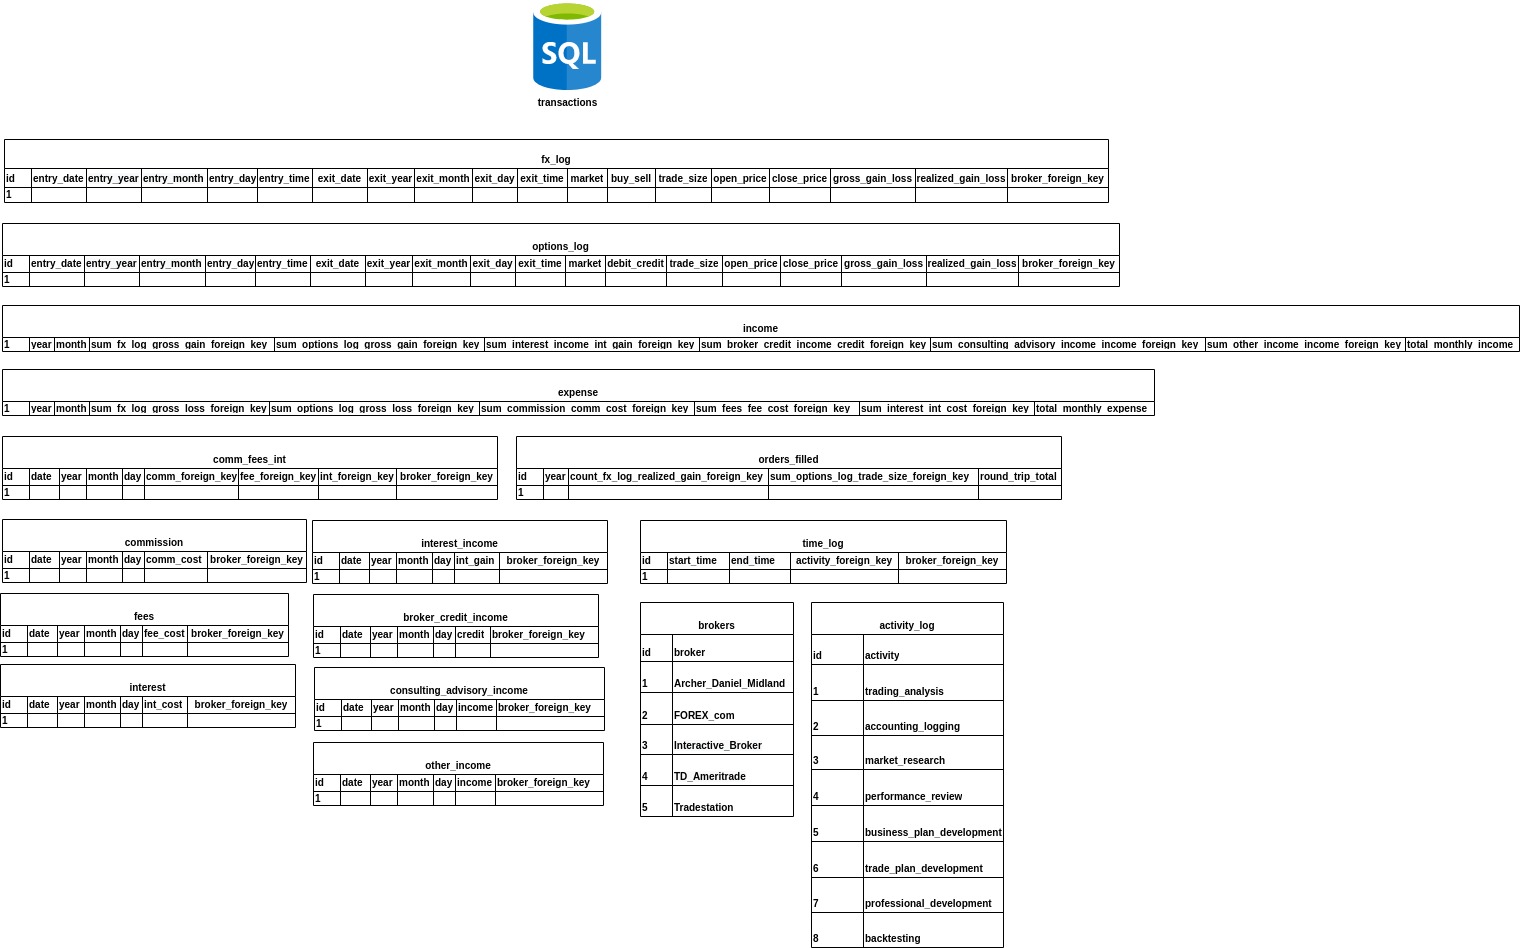 SQL
transactions
fx_log
id entry_date entry_year entry_month entry_day entry_time exit_date exit_year exit_month exit_day exit_time market buy_sell trade_size open_price close_price gross_gain_loss realized_gain_loss broker_foreign_key
1
options_log
id entry_date entry_year entry_month entry_day entry_time exit_date exit_year exit_month exit_day exit_time market debit_credit trade_size open_price close_price gross_gain_loss realized_gain_loss broker_foreign_key
1
income
1 year month sum_fx_log_gross_gain_foreign_key sum_options_log_gross_gain_foreign_key sum_interest_income_int_gain_foreign_key sum_broker_credit_income_credit_foreign_key sum_consulting_advisory_income_income_foreign_key sum_other_income_income_foreign_key total_monthly_income
expense
1 year month sum_fx_log_gross_loss_foreign_key sum_options_log_gross_loss_foreign_key sum_commission_comm_cost_foreign_key sum_fees_fee_cost_foreign_key sum_interest_int_cost_foreign_key total_monthly_expense
comm_fees_int
id date year month day comm_foreign_key fee_foreign_key int_foreign_key broker_foreign_key
1
orders_filled
id year count_fx_log_realized_gain_foreign_key sum_options_log_trade_size_foreign_key round_trip_total
1
commission
id date year month day comm_cost broker_foreign_key
1
interest_income
id date year month day int_gain broker_foreign_key
1
time_log
id start_time end_time activity_foreign_key broker_foreign_key
1
fees
id date year month day fee_cost broker_foreign_key
1
broker_credit_income
id date year month day credit broker_foreign_key
1
interest
id date year month day int_cost broker_foreign_key
1
consulting_advisory_income
id date year month day income broker_foreign_key
1
other_income
id date year month day income broker_foreign_key
1
brokers
id broker
1 Archer_Daniel_Midland
2 FOREX_com
3 Interactive_Broker
4 TD_Ameritrade
5 Tradestation
activity_log
id activity
1 trading_analysis
2 accounting_logging
3 market_research
4 performance_review
5 business_plan_development
6 trade_plan_development
7 professional_development
8 backtesting